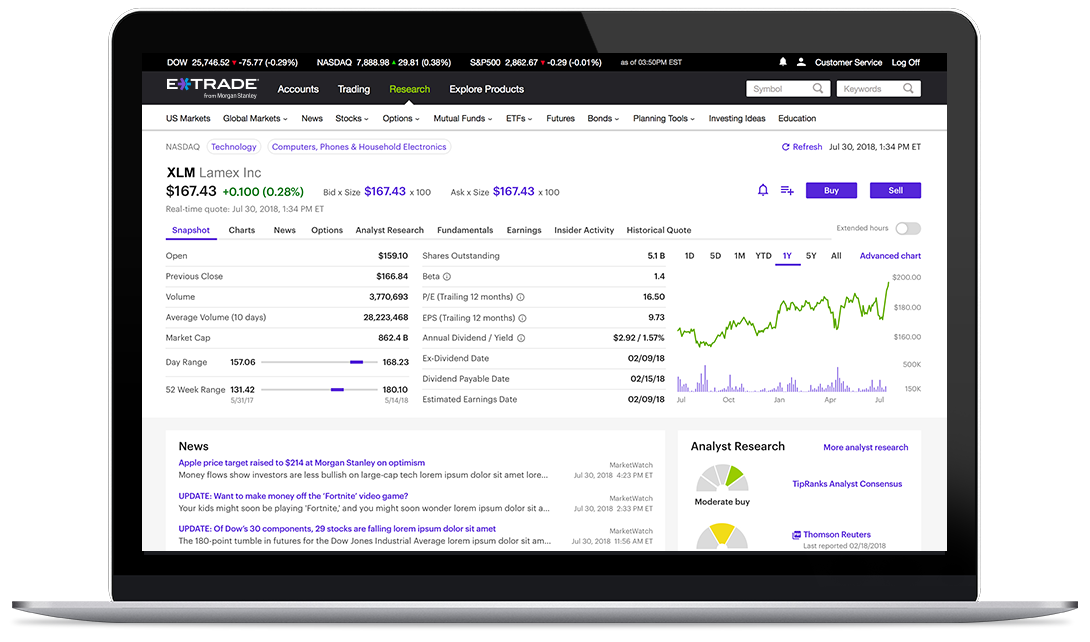 DOW 25,746.52 ▼ -75.77 (-0.29%) NASDAQ 7,888.98 ▲ 29.81 (0.38%) S&P500 2,862.67 ▼ -0.29 (-0.01%) as of 03:50PM EST Customer Service Log Off
E*TRADE
from Morgan Stanley
Accounts Trading Research Explore Products Symbol Keywords
US Markets Global Markets News Stocks Options Mutual Funds ETFs Futures Bonds Planning Tools Investing Ideas Education
NASDAQ Technology Computers, Phones & Household Electronics Refresh Jul 30, 2018, 1:34 PM ET
XLM Lamex Inc
$167.43 +0.100 (0.28%) Bid x Size $167.43 x 100 Ask x Size $167.43 x 100 Buy Sell
Real-time quote: Jul 30, 2018, 1:34 PM ET
Snapshot Charts News Options Analyst Research Fundamentals Earnings Insider Activity Historical Quote Extended hours
Open $159.10
Previous Close $166.84
Volume 3,770,693
Average Volume (10 days) 28,223,468
Market Cap 862.4 B
Day Range 157.06 168.23
52 Week Range 131.42 180.10
5/31/17 5/14/18
Shares Outstanding 5.1 B
Beta 1.4
P/E (Trailing 12 months) 16.50
EPS (Trailing 12 months) 9.73
Annual Dividend / Yield $2.92 / 1.57%
Ex-Dividend Date 02/09/18
Dividend Payable Date 02/15/18
Estimated Earnings Date 02/09/18
1D 5D 1M YTD 1Y 5Y All Advanced chart
$200.00
$180.00
$160.00
500K
150K
Jul Oct Jan Apr Jul
News
Apple price target raised to $214 at Morgan Stanley on optimism MarketWatch
Money flows show investors are less bullish on large-cap tech lorem ipsum dolor sit amet lore... Jul 30, 2018 4:23 PM ET
UPDATE: Want to make money off the 'Fortnite' video game? MarketWatch
Your kids might soon be playing 'Fortnite,' and you might soon wonder lorem ipsum dolor sit a... Jul 30, 2018 2:33 PM ET
UPDATE: Of Dow's 30 components, 29 stocks are falling lorem ipsum dolor sit amet MarketWatch
The 180-point tumble in futures for the Dow Jones Industrial Average lorem ipsum dolor sit am... Jul 30, 2018 11:56 AM ET
Analyst Research More analyst research
TipRanks Analyst Consensus
Moderate buy
Thomson Reuters
Last reported 02/18/2018